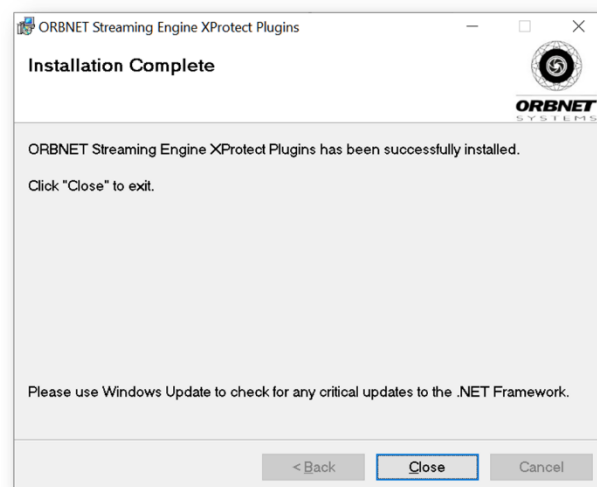 ORBNET Streaming Engine XProtect Plugins
Installation Complete
ORBNET
SYSTEMS
ORBNET Streaming Engine XProtect Plugins has been successfully installed.
Click "Close" to exit.
Please use Windows Update to check for any critical updates to the .NET Framework.
< Back
Close
Cancel